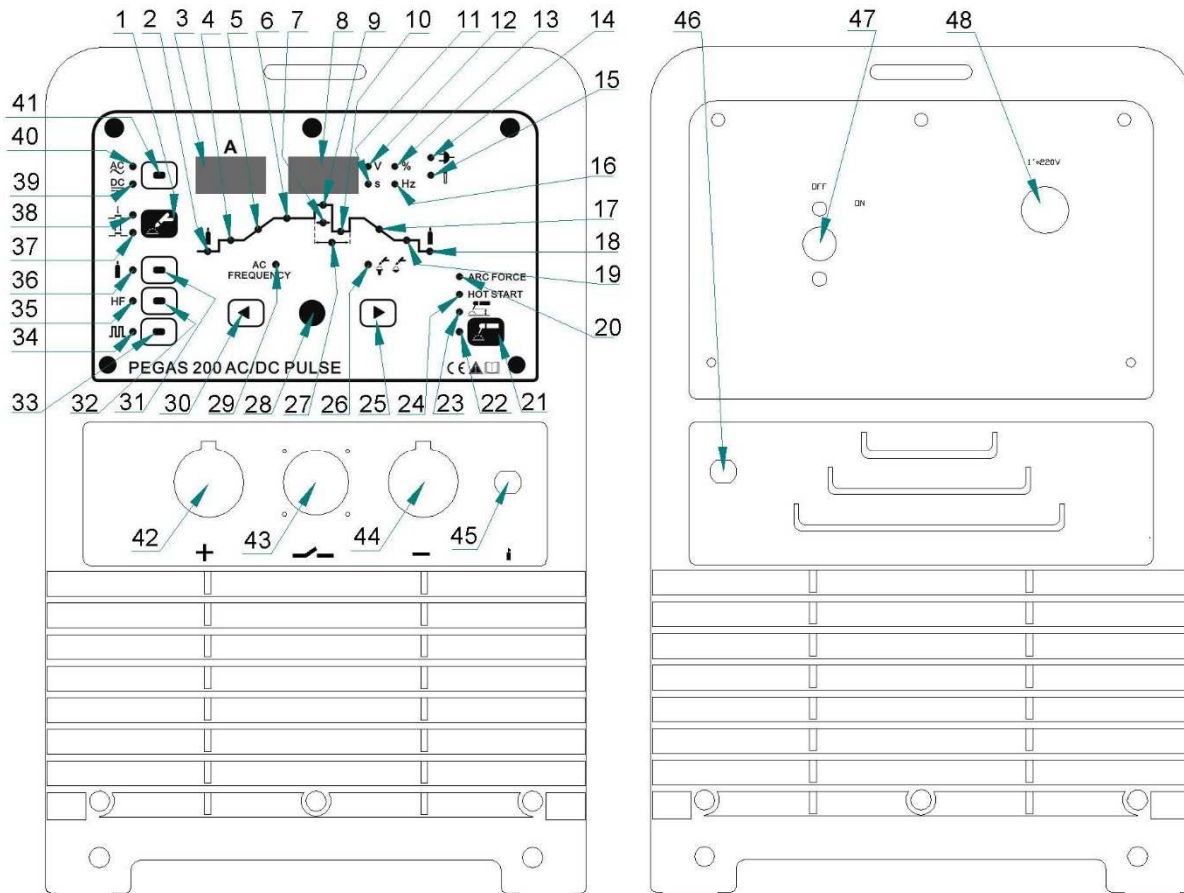 1 2 3 4 5 6 7 8 9 10 11 12 13 14
15
16
17
18
19
20
41
40
39
38
37
36
35
34
33 32 31 30 29 28 27 26 25 24 23 22 21
A
AC
DC
V %
s Hz
HF
AC
FREQUENCY
ARC FORCE
HOT START
PEGAS 200 AC/DC PULSE
CE
42 43 44 45
+ −
46 47 48
OFF
ON
1~220V